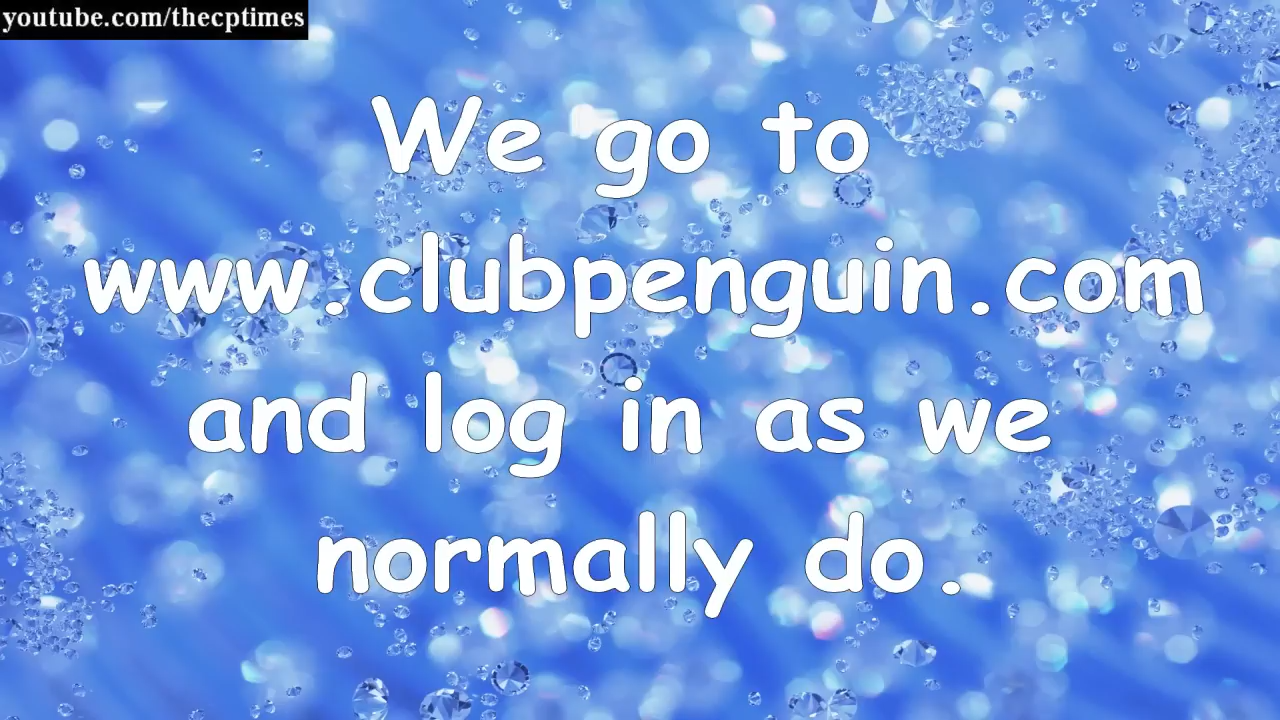 youtube.com/thecptimes
We go to
www.clubpenguin.com
and log in as we
normally do.